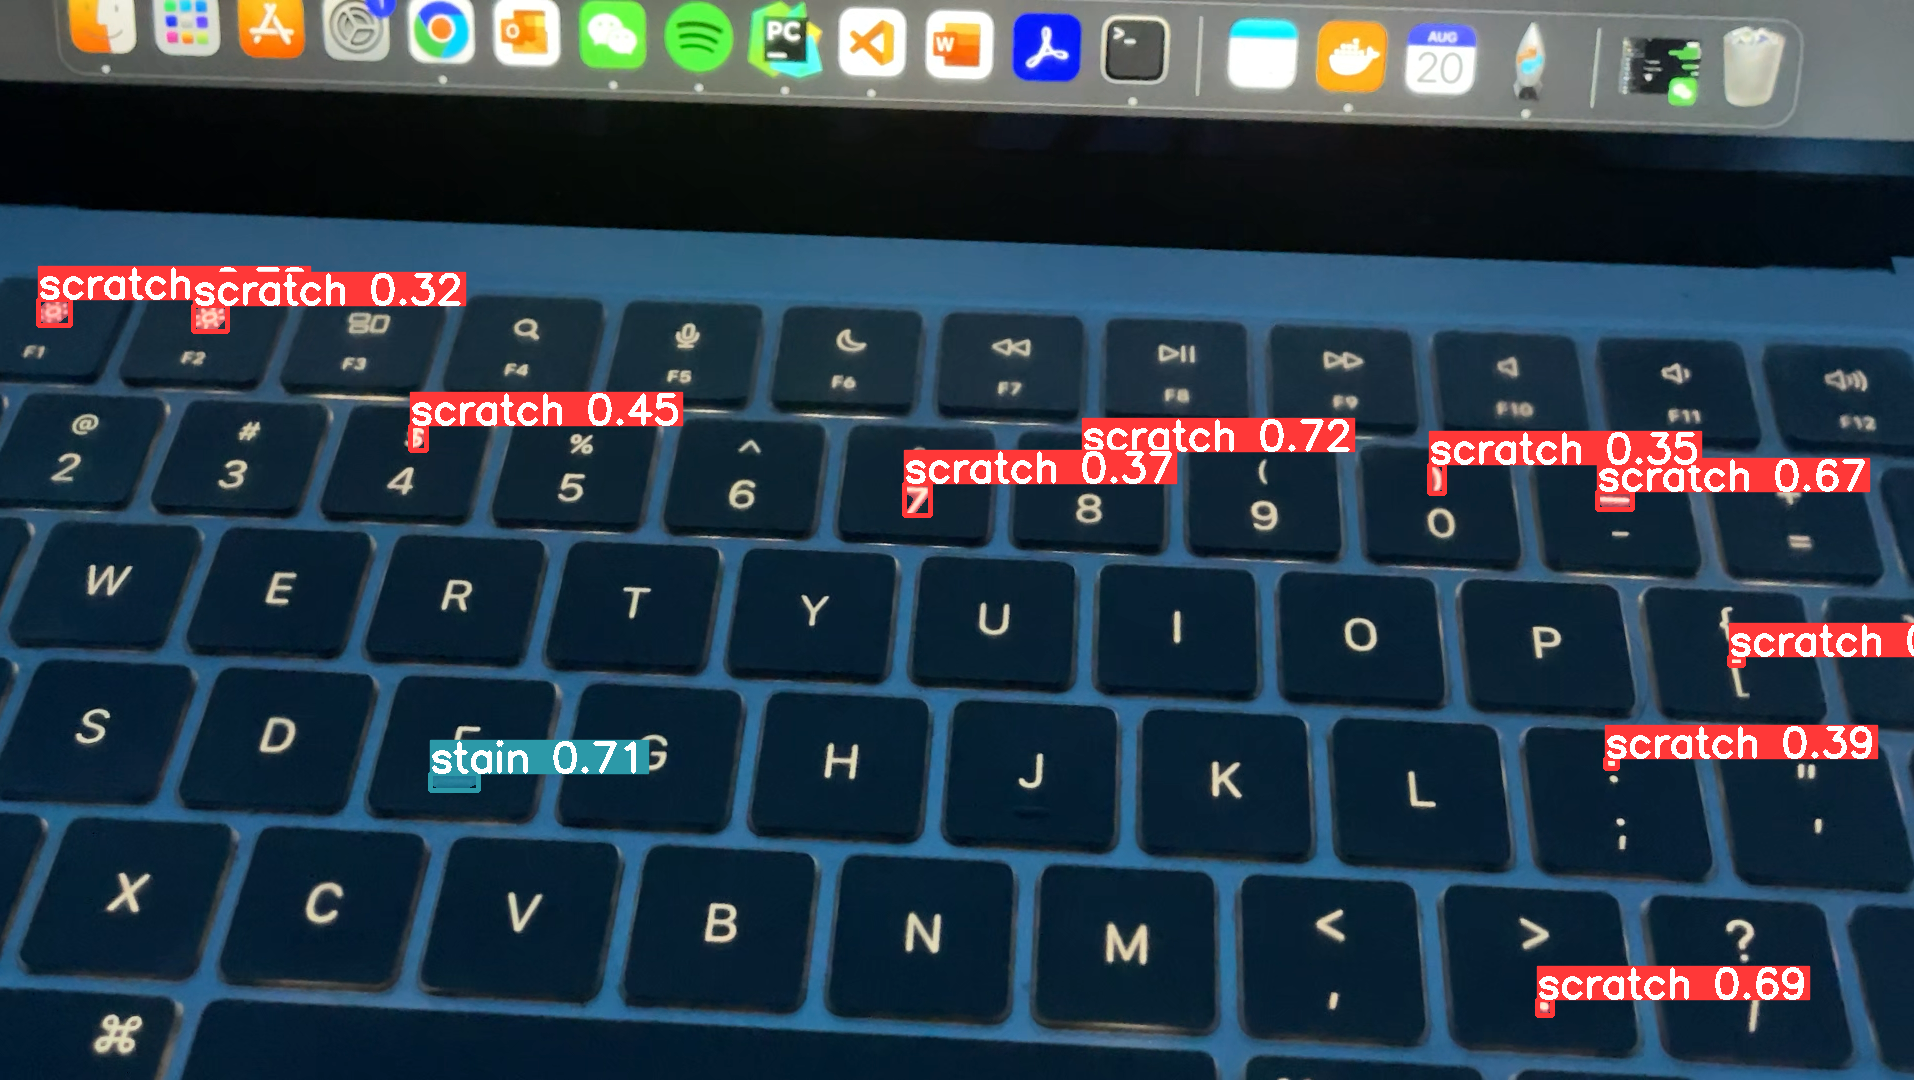 PC
W
AUG
20
scratch
scratch 0.32
F1
F2
F3
F4
F5
F6
F7
F8
F9
F10
F11
F12
scratch 0.45
scratch 0.72
scratch 0.35
scratch 0.37
scratch 0.67
@ # $ % ^ ( ) +
2 3 4 5 6 7 8 9 0 - =
W E R T Y U I O P {
scratch
[
S D F G H J K L : "
stain 0.71
scratch 0.39
; '
X C V B N M < > ?
scratch 0.69
, . /
⌘